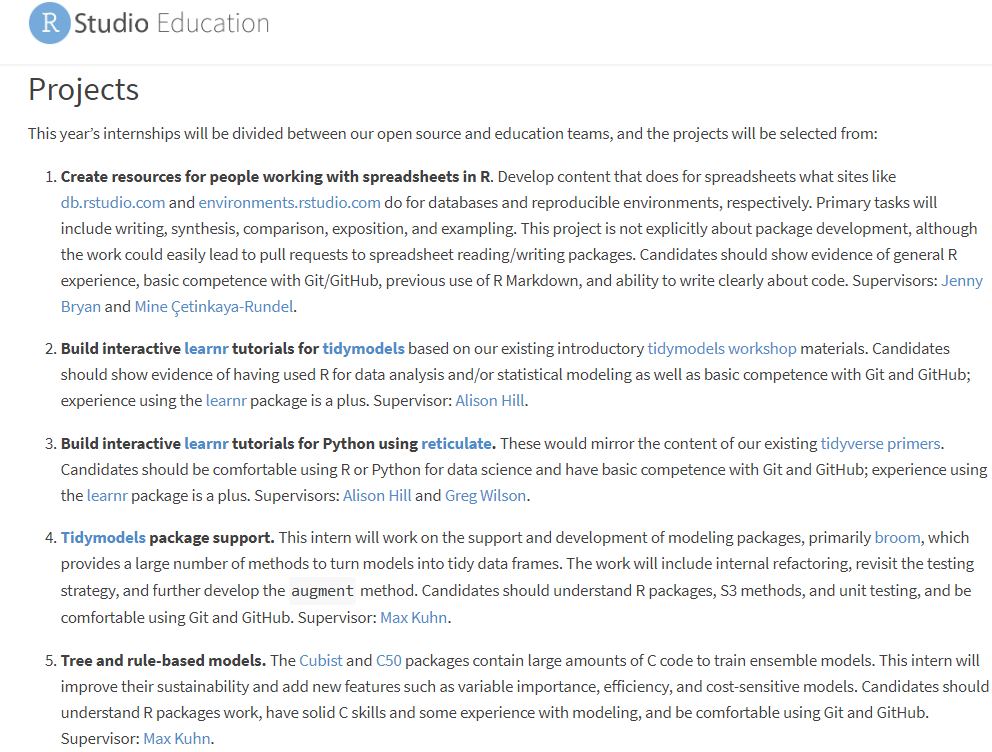 R Studio Education
Projects
This year’s internships will be divided between our open source and education teams, and the projects will be selected from:
1. Create resources for people working with spreadsheets in R. Develop content that does for spreadsheets what sites like
db.rstudio.com and environments.rstudio.com do for databases and reproducible environments, respectively. Primary tasks will
include writing, synthesis, comparison, exposition, and exampling. This project is not explicitly about package development, although
the work could easily lead to pull requests to spreadsheet reading/writing packages. Candidates should show evidence of general R
experience, basic competence with Git/GitHub, previous use of R Markdown, and ability to write clearly about code. Supervisors: Jenny
Bryan and Mine Çetinkaya-Rundel.
2. Build interactive learnr tutorials for tidymodels based on our existing introductory tidymodels workshop materials. Candidates
should show evidence of having used R for data analysis and/or statistical modeling as well as basic competence with Git and GitHub;
experience using the learnr package is a plus. Supervisor: Alison Hill.
3. Build interactive learnr tutorials for Python using reticulate. These would mirror the content of our existing tidyverse primers.
Candidates should be comfortable using R or Python for data science and have basic competence with Git and GitHub; experience using
the learnr package is a plus. Supervisors: Alison Hill and Greg Wilson.
4. Tidymodels package support. This intern will work on the support and development of modeling packages, primarily broom, which
provides a large number of methods to turn models into tidy data frames. The work will include internal refactoring, revisit the testing
strategy, and further develop the augment method. Candidates should understand R packages, S3 methods, and unit testing, and be
comfortable using Git and GitHub. Supervisor: Max Kuhn.
5. Tree and rule-based models. The Cubist and C50 packages contain large amounts of C code to train ensemble models. This intern will
improve their sustainability and add new features such as variable importance, efficiency, and cost-sensitive models. Candidates should
understand R packages work, have solid C skills and some experience with modeling, and be comfortable using Git and GitHub.
Supervisor: Max Kuhn.